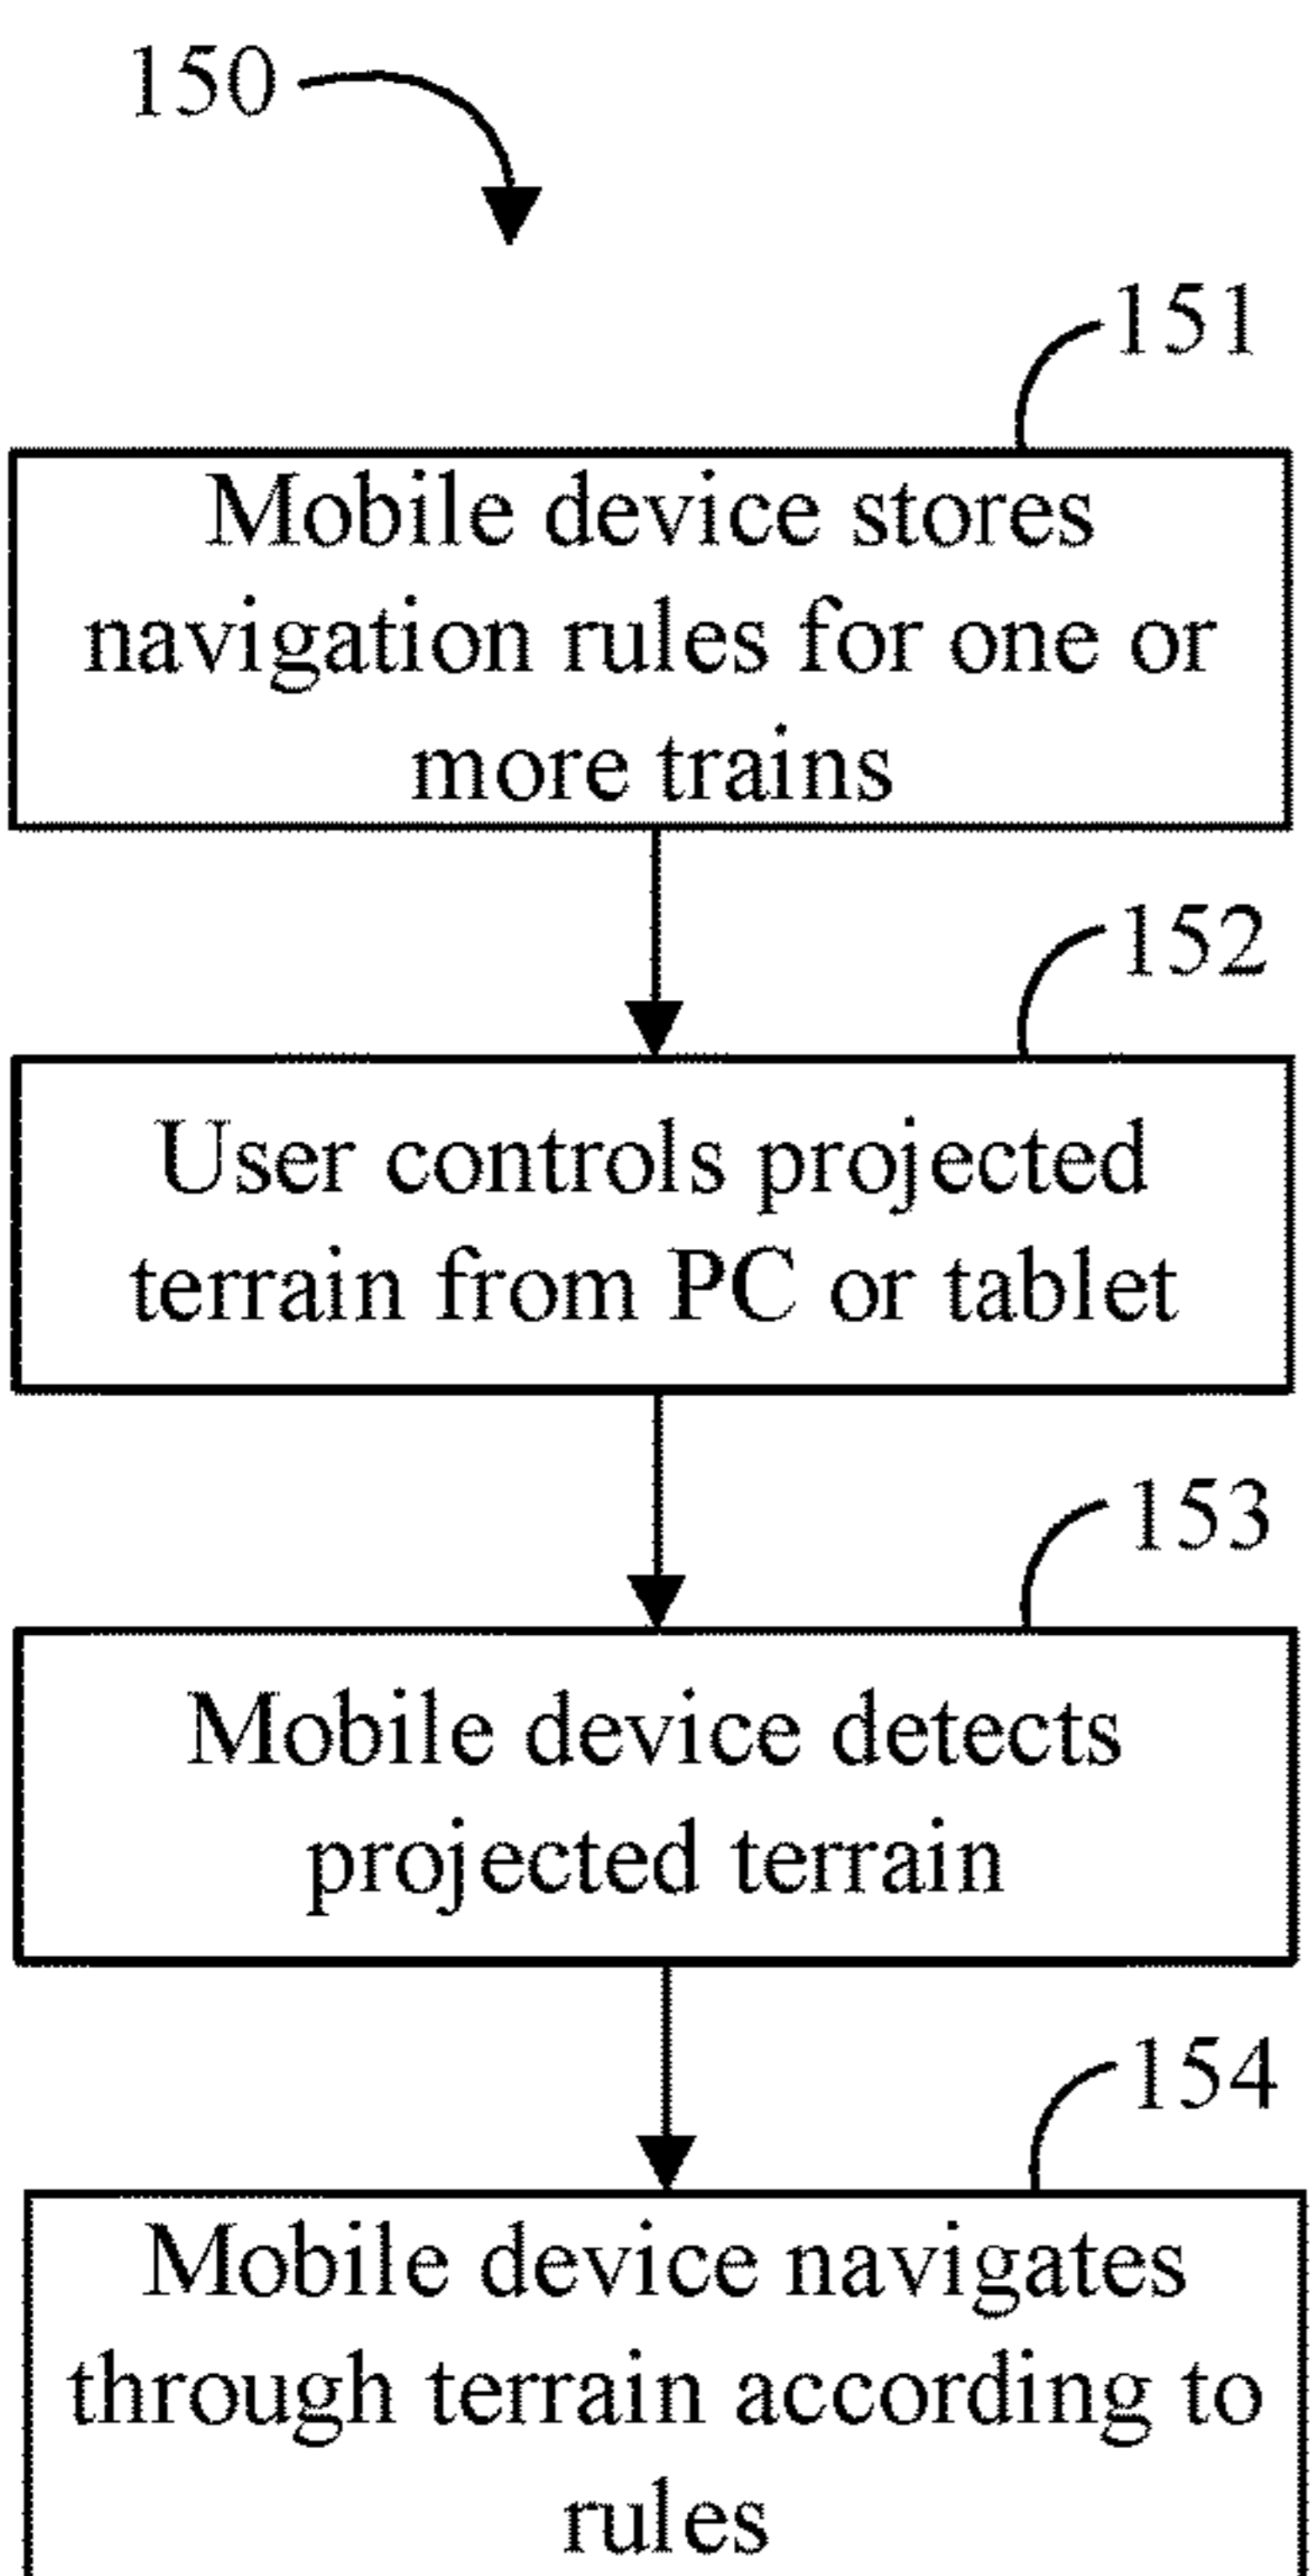 150
151
Mobile device stores
navigation rules for one or
more trains
152
User controls projected
terrain from PC or tablet
153
Mobile device detects
projected terrain
154
Mobile device navigates
through terrain according to
rules